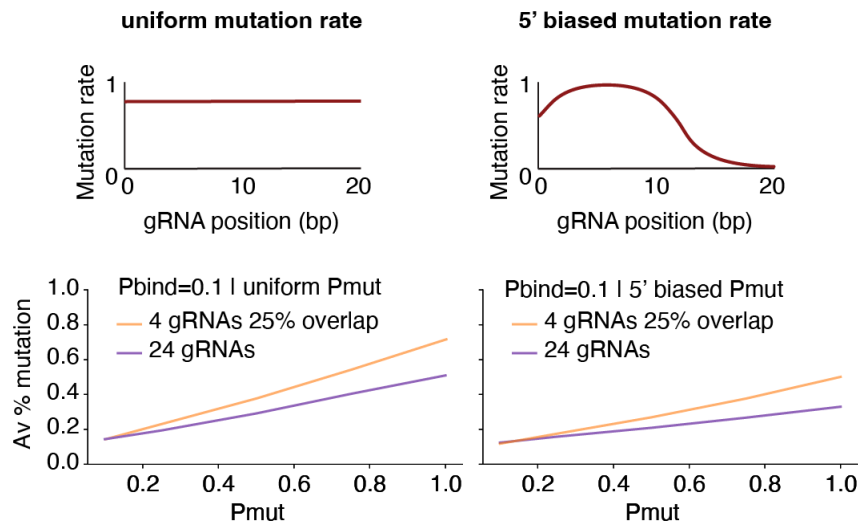 uniform mutation rate
1
Mutation rate
0
0 10 20
gRNA position (bp)
5' biased mutation rate
1
Mutation rate
0
0 10 20
gRNA position (bp)
Pbind=0.1 | uniform Pmut
4 gRNAs 25% overlap
24 gRNAs
Av % mutation
1.0
0.8
0.6
0.4
0.2
0.0
0.2 0.4 0.6 0.8 1.0
Pmut
Pbind=0.1 | 5' biased Pmut
4 gRNAs 25% overlap
24 gRNAs
0.2 0.4 0.6 0.8 1.0
Pmut